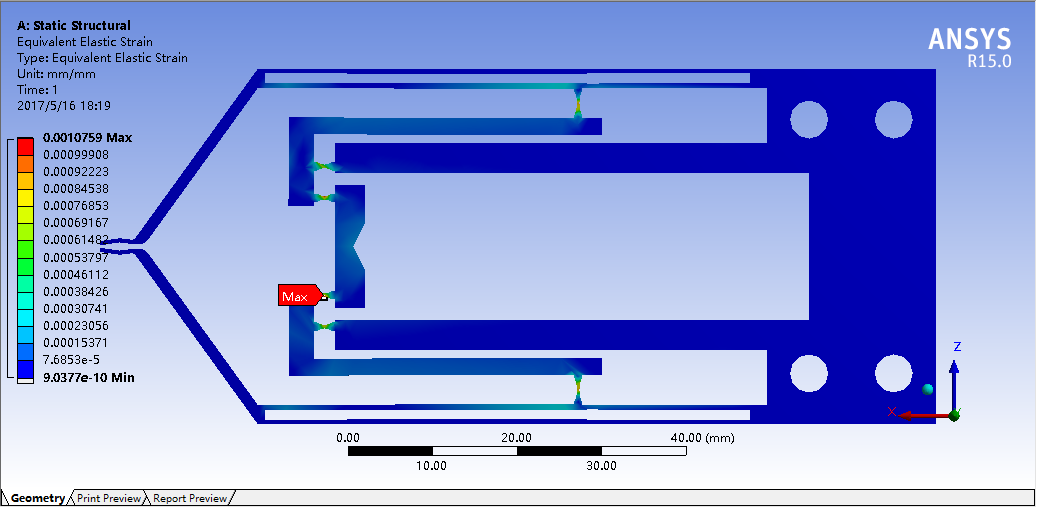 A: Static Structural
Equivalent Elastic Strain
Type: Equivalent Elastic Strain
Unit: mm/mm
Time: 1
2017/5/16 18:19
ANSYS
R15.0
0.0010759 Max
0.00099908
0.00092223
0.00084538
0.00076853
0.00069167
0.00061482
0.00053797
0.00046112
0.00038426
0.00030741
0.00023056
0.00015371
7.6853e-5
9.0377e-10 Min
Max
Z
X
0.00 20.00 40.00 (mm)
10.00 30.00
Geometry Print Preview Report Preview